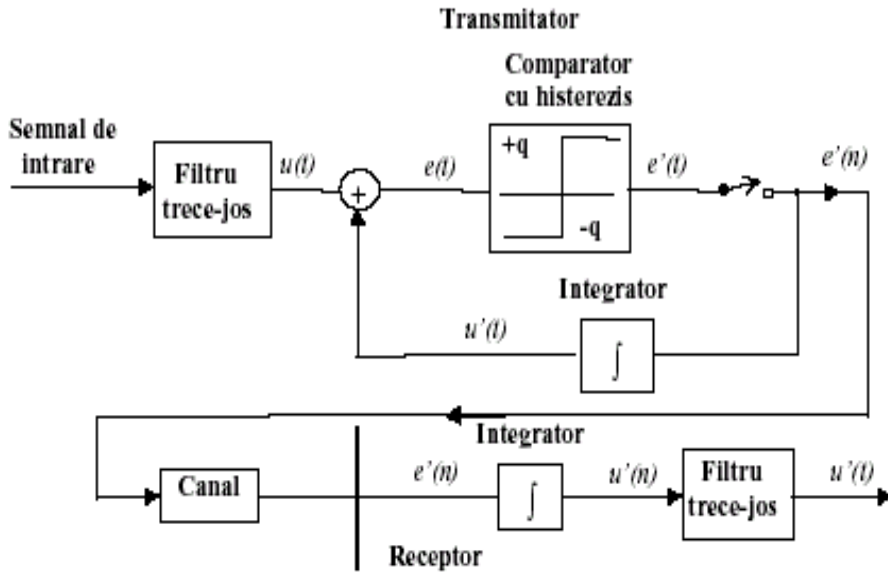 Transmitator
Comparator
cu histerezis
Semnal de
intrare
Filtru
trece-jos
u(t)
+
e(t)
+q
-q
e'(t)
e'(n)
Integrator
u'(t)
∫
Integrator
Canal
e'(n)
∫
u'(n)
Filtru
trece-jos
u'(t)
Receptor